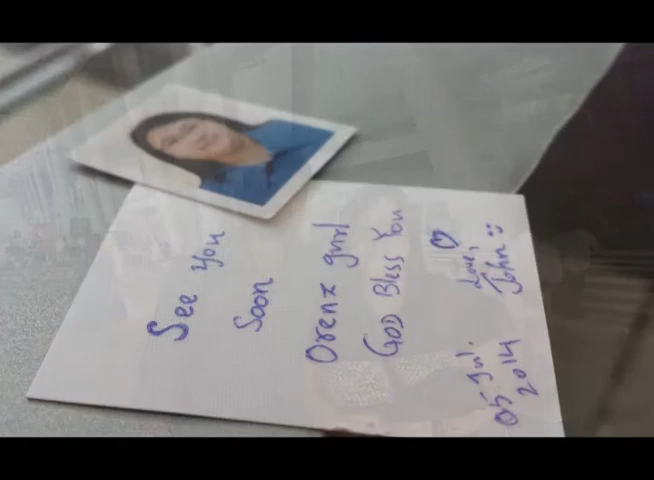 See You
Soon
Orenz gurl
GOD Bless You
♡
Love,
John :)
05-Jul.
2014